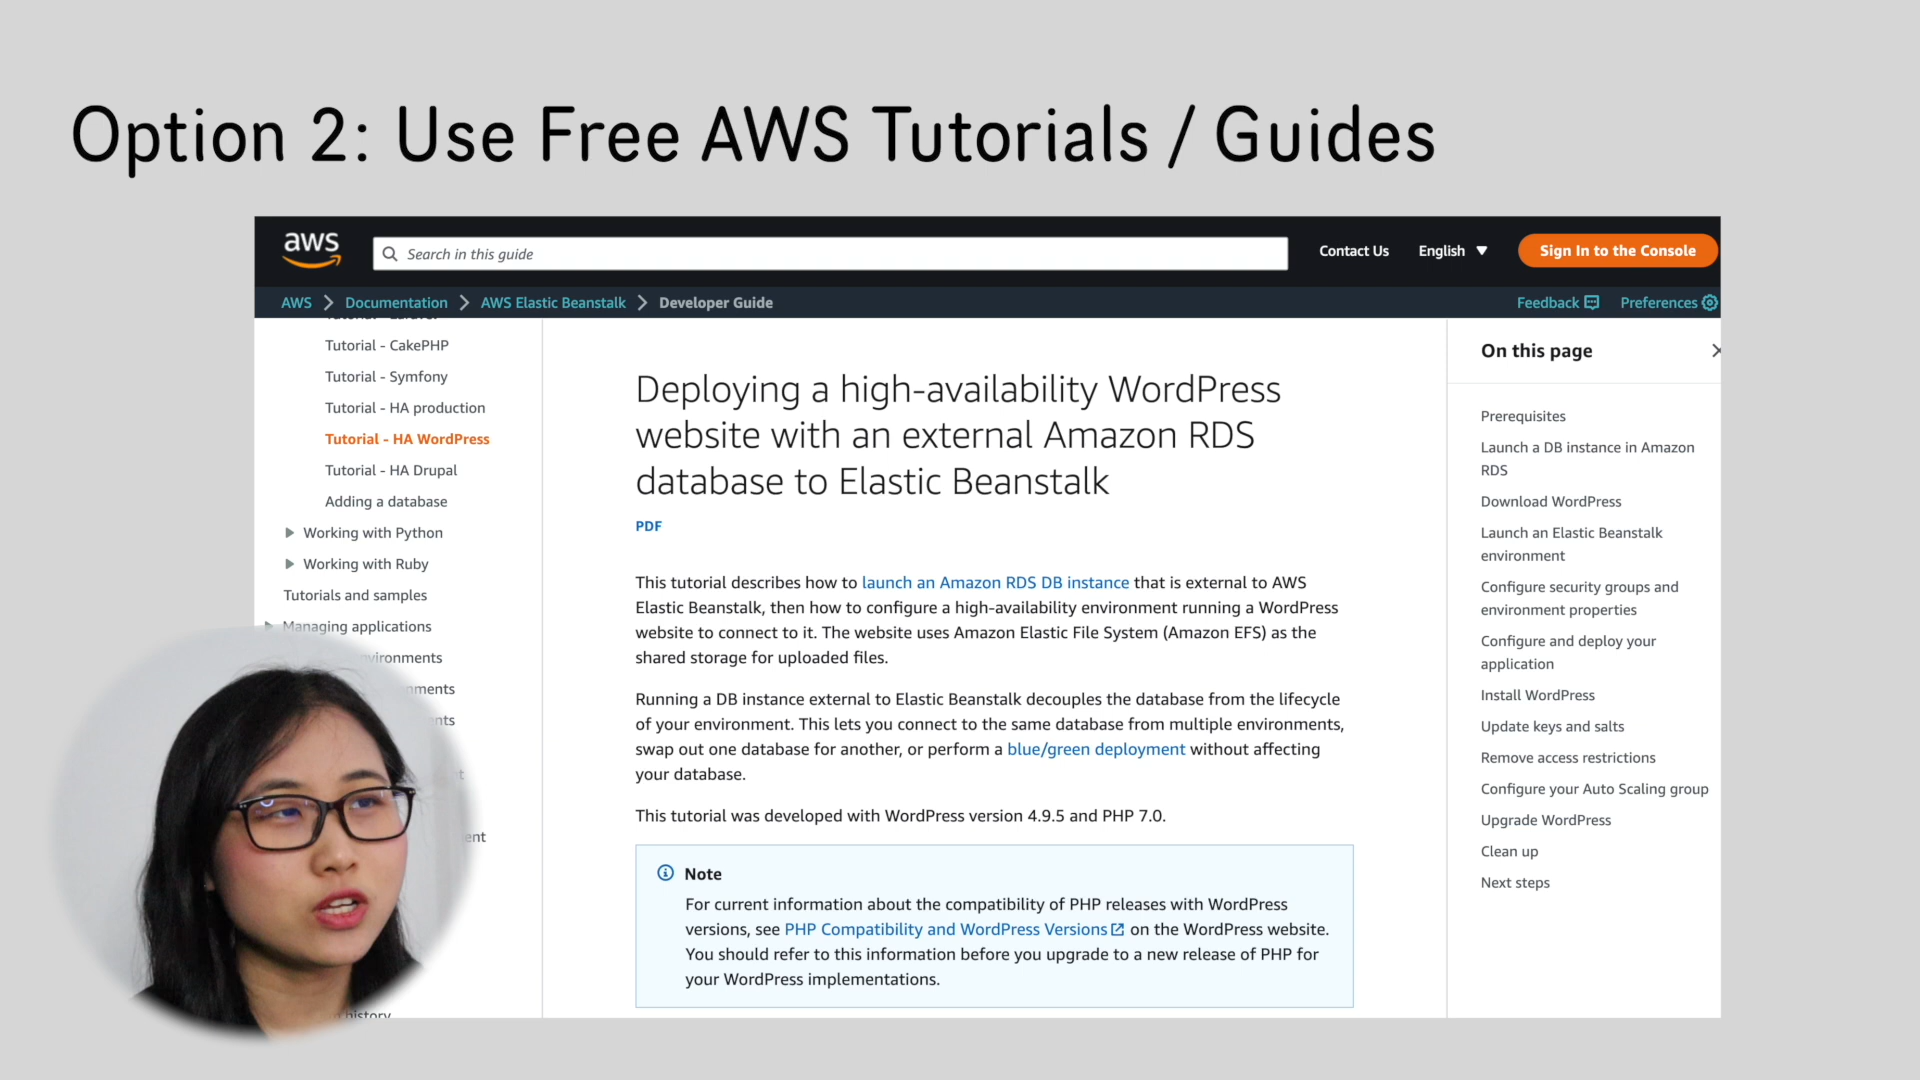 Option 2: Use Free AWS Tutorials / Guides
aws
Search in this guide
Contact Us
English
Sign In to the Console
AWS
Documentation
AWS Elastic Beanstalk
Developer Guide
Feedback
Preferences
Tutorial - CakePHP
Tutorial - Symfony
Tutorial - HA production
Tutorial - HA WordPress
Tutorial - HA Drupal
Adding a database
Working with Python
Working with Ruby
Tutorials and samples
Managing applications
history
Deploying a high-availability WordPress
website with an external Amazon RDS
database to Elastic Beanstalk
PDF
This tutorial describes how to launch an Amazon RDS DB instance that is external to AWS
Elastic Beanstalk, then how to configure a high-availability environment running a WordPress
website to connect to it. The website uses Amazon Elastic File System (Amazon EFS) as the
shared storage for uploaded files.
Running a DB instance external to Elastic Beanstalk decouples the database from the lifecycle
of your environment. This lets you connect to the same database from multiple environments,
swap out one database for another, or perform a blue/green deployment without affecting
your database.
This tutorial was developed with WordPress version 4.9.5 and PHP 7.0.
Note
For current information about the compatibility of PHP releases with WordPress
versions, see PHP Compatibility and WordPress Versions on the WordPress website.
You should refer to this information before you upgrade to a new release of PHP for
your WordPress implementations.
On this page
Prerequisites
Launch a DB instance in Amazon
RDS
Download WordPress
Launch an Elastic Beanstalk
environment
Configure security groups and
environment properties
Configure and deploy your
application
Install WordPress
Update keys and salts
Remove access restrictions
Configure your Auto Scaling group
Upgrade WordPress
Clean up
Next steps